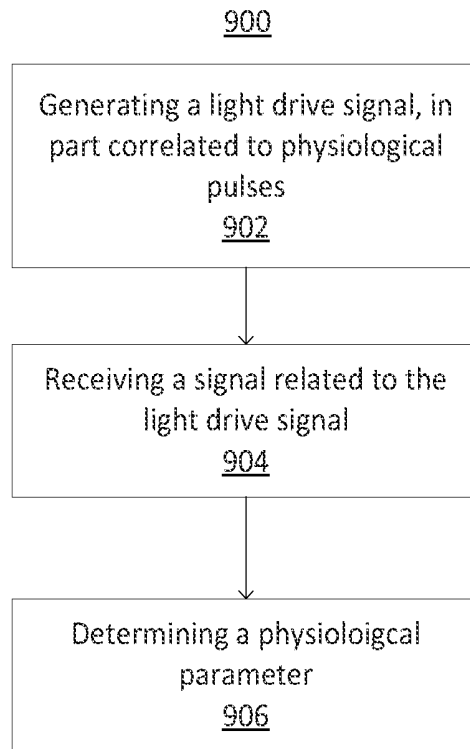 900
Generating a light drive signal, in
part correlated to physiological
pulses
902
Receiving a signal related to the
light drive signal
904
Determining a physioloigcal
parameter
906